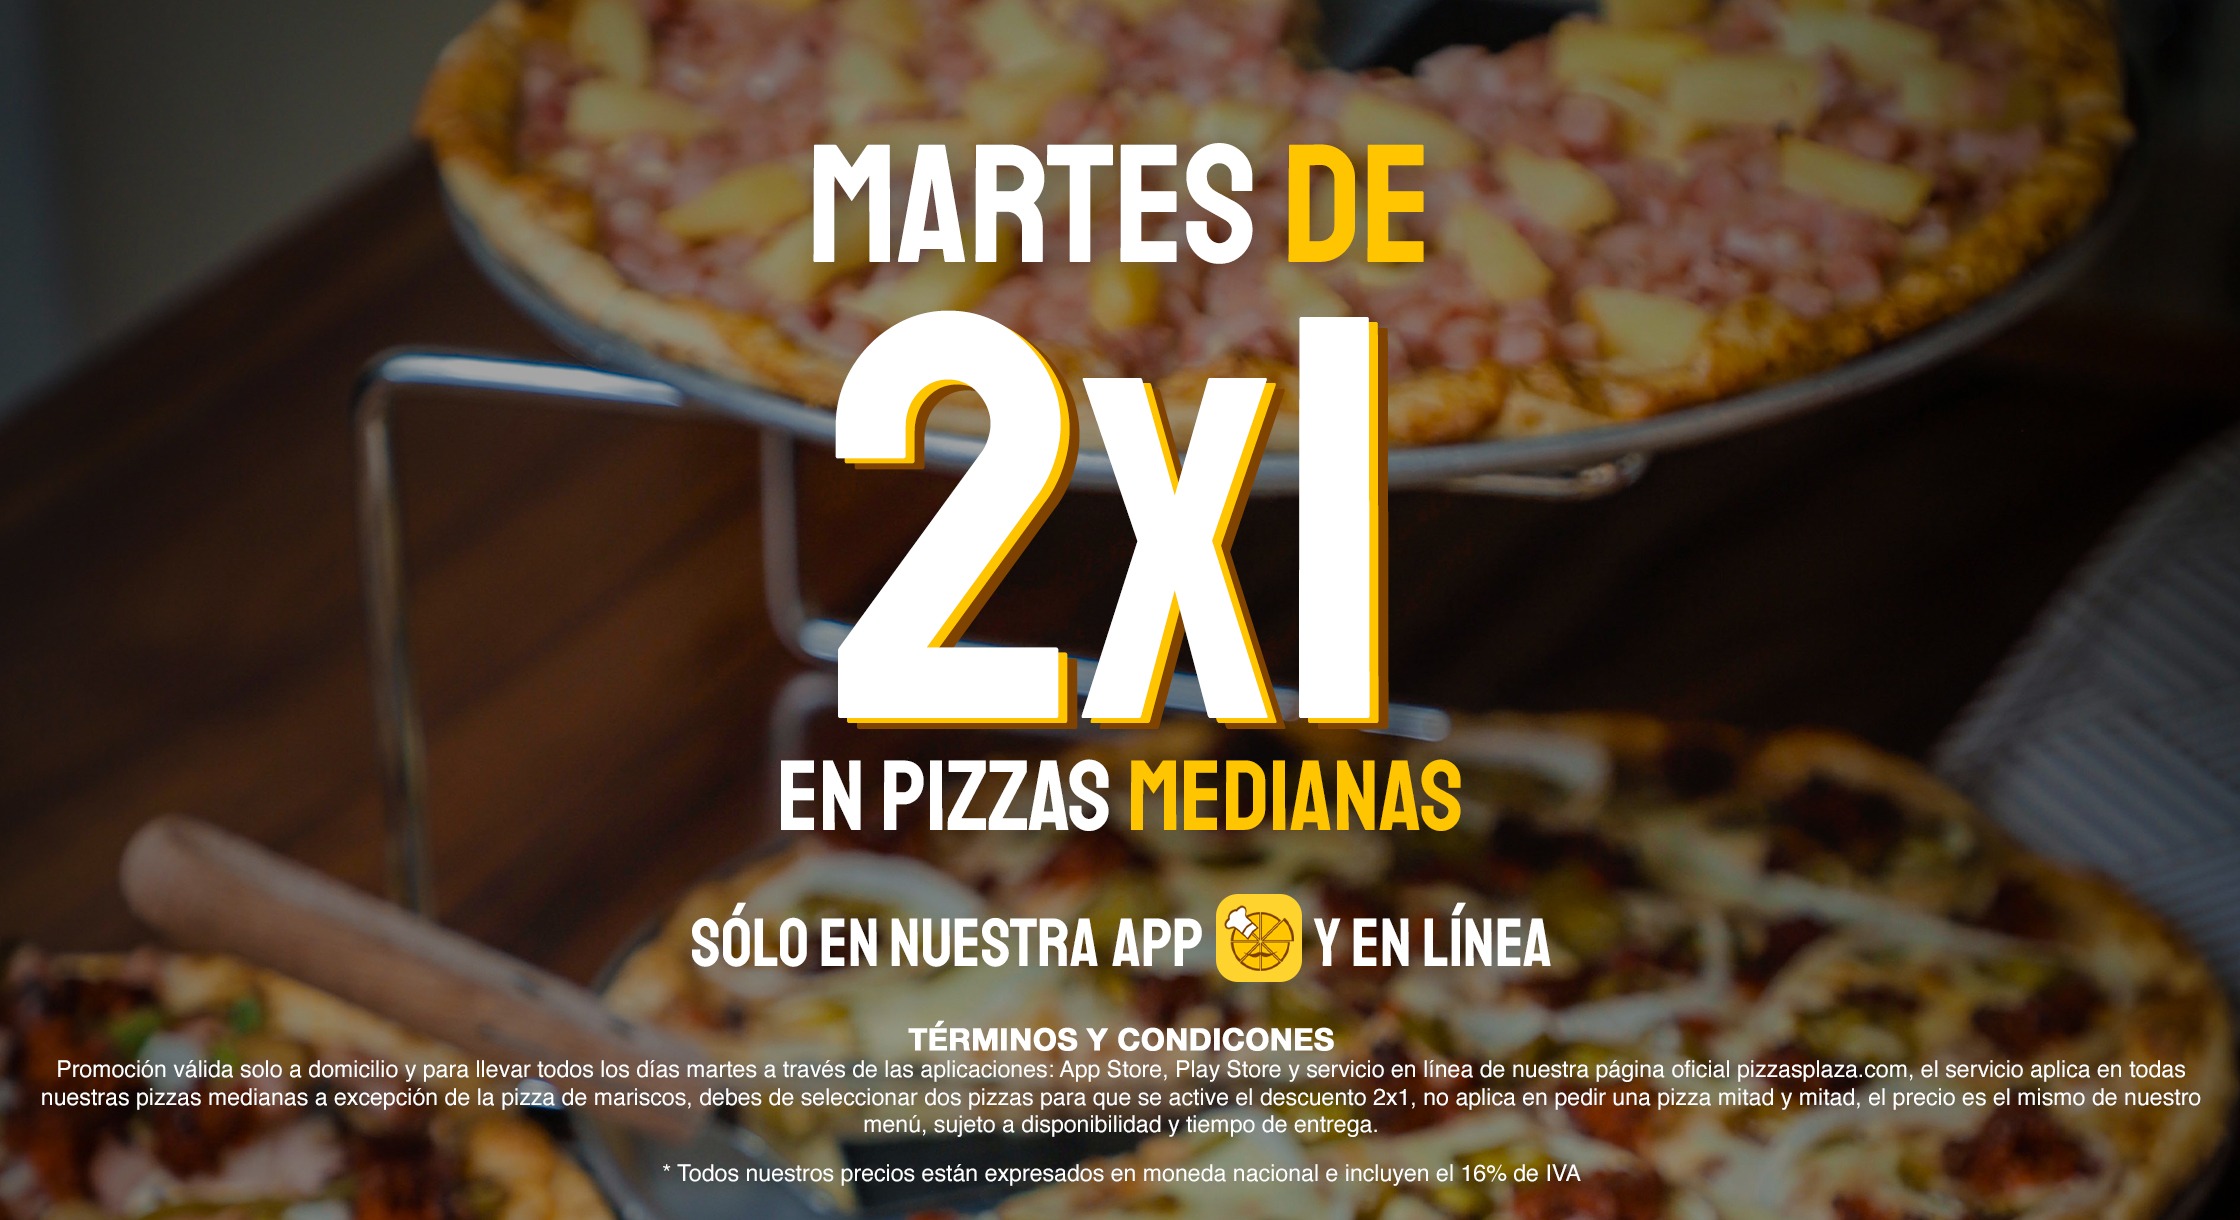 MARTES DE
2x1
EN PIZZAS MEDIANAS
SÓLO EN NUESTRA APP Y EN LÍNEA
TÉRMINOS Y CONDICONES
Promoción válida solo a domicilio y para llevar todos los días martes a través de las aplicaciones: App Store, Play Store y servicio en línea de nuestra página oficial pizzasplaza.com, el servicio aplica en todas
nuestras pizzas medianas a excepción de la pizza de mariscos, debes de seleccionar dos pizzas para que se active el descuento 2x1, no aplica en pedir una pizza mitad y mitad, el precio es el mismo de nuestro
menú, sujeto a disponibilidad y tiempo de entrega.
* Todos nuestros precios están expresados en moneda nacional e incluyen el 16% de IVA